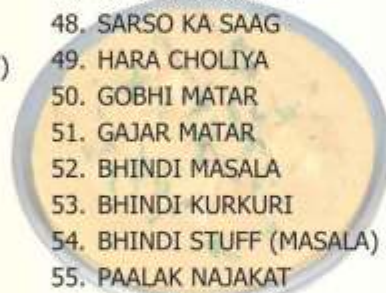 48. SARSO KA SAAG
) 49. HARA CHOLIYA
50. GOBHI MATAR
51. GAJAR MATAR
52. BHINDI MASALA
53. BHINDI KURKURI
54. BHINDI STUFF (MASALA)
55. PAALAK NAJAKAT